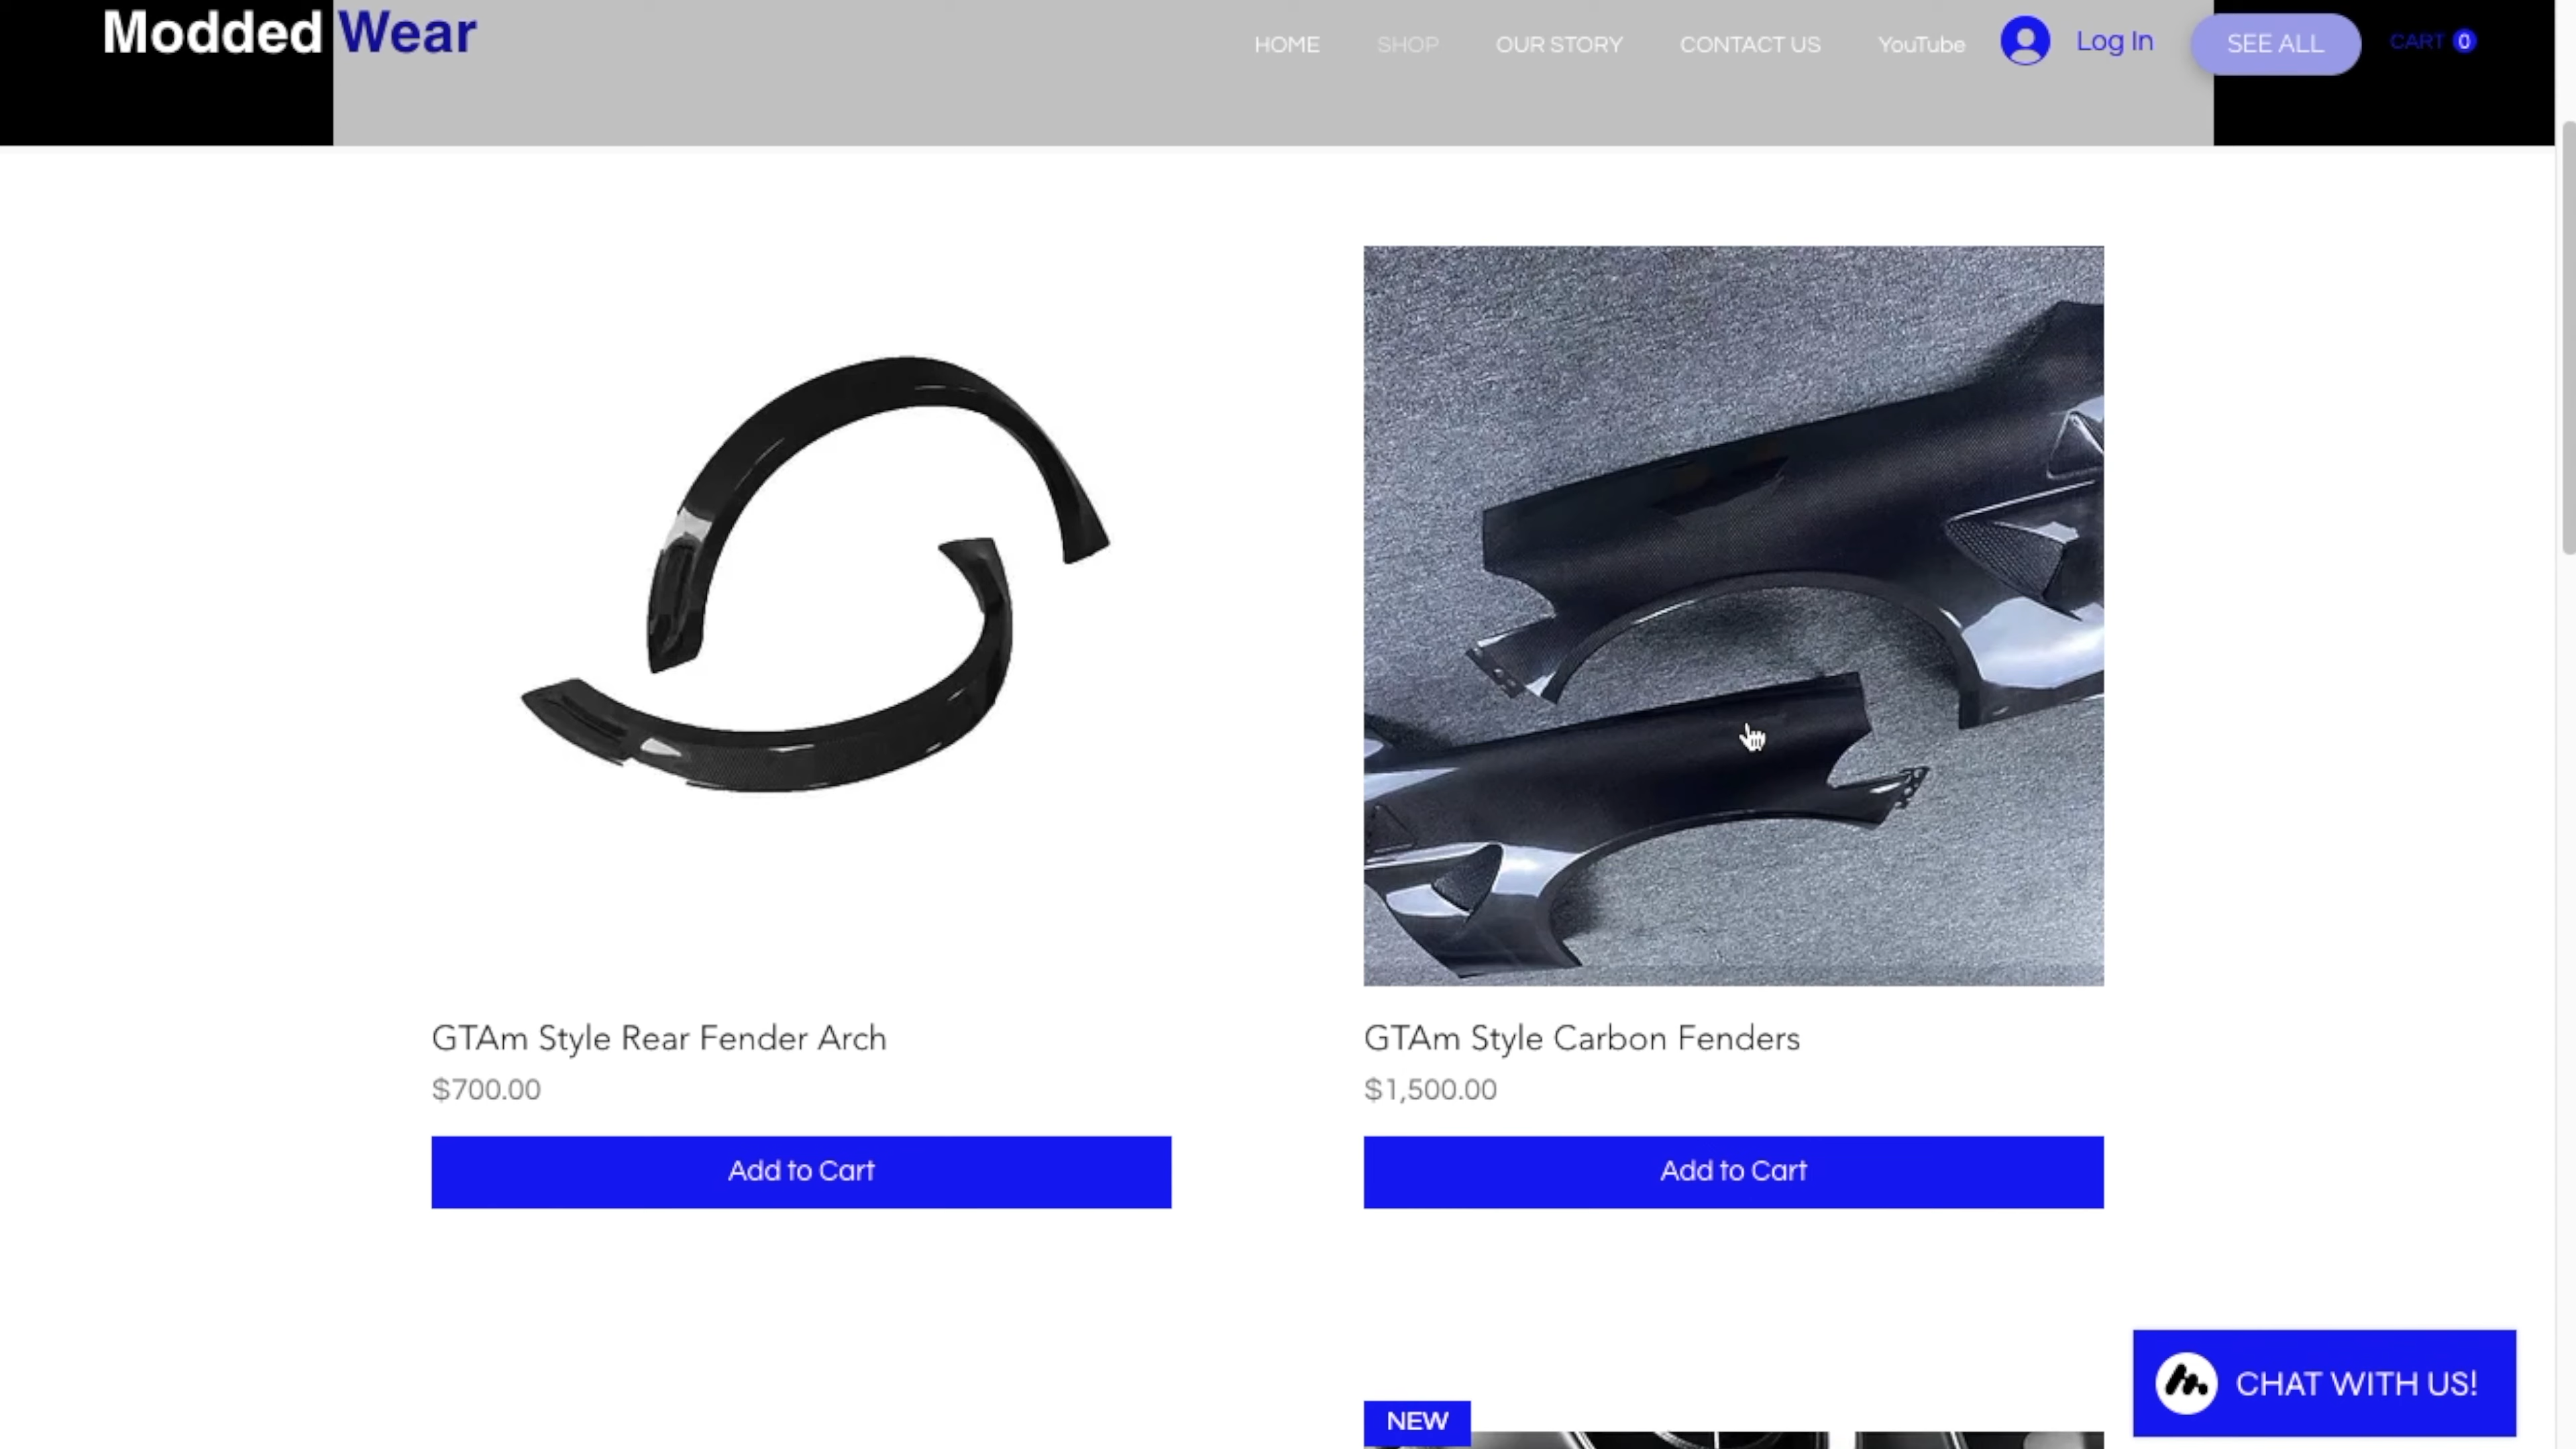 Modded Wear
HOME SHOP OUR STORY CONTACT US YouTube Log In SEE ALL CART 0
GTAm Style Rear Fender Arch
$700.00
Add to Cart
GTAm Style Carbon Fenders
$1,500.00
Add to Cart
NEW
CHAT WITH US!